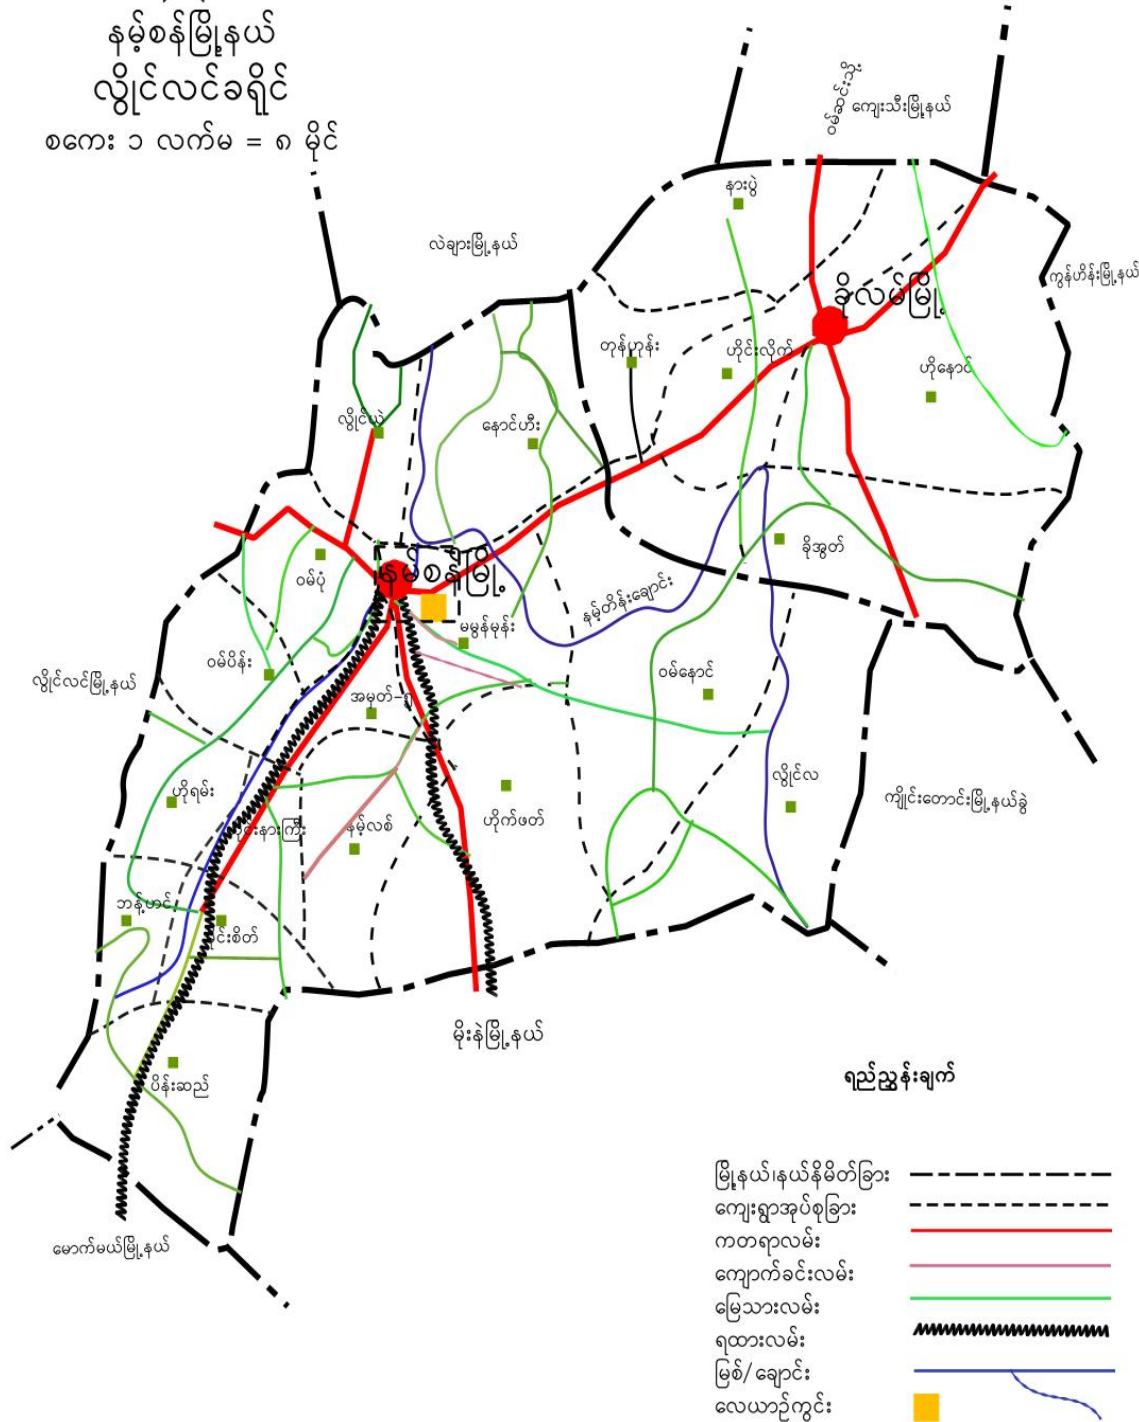 နမ့်စန်မြို့နယ်
လွိုင်လင်ခရိုင်
စကေး ၁ လက်မ = ၈ မိုင်
ဝမ်ဆင်းသိုး
ကျေးသီးမြို့နယ်
နားပွဲ
လဲချားမြို့နယ်
ကွန်ဟိန်းမြို့နယ်
ခိုလမ်မြို့
တုန်ဟုန်း
ဟိုင်းလိုက်
ဟိုနောင်
လွိုင်ယဲ
နောင်ဟီး
ခိုအွတ်
ဝမ်ပုံ
နမ့်စန်မြို့
နမ့်တိန်းချောင်း
မမွန်မုန်း
ဝမ်ပိန်း
ဝမ်နောင်
လွိုင်လင်မြို့နယ်
အမှတ်-၅
လွိုင်လ
ဟိုရမ်း
ကျိုင်းတောင်းမြို့နယ်ခွဲ
နမ့်လစ်
ဟိုက်ဖတ်
ဘန့်ဟင်
မိုးနဲမြို့နယ်
ပိန်းဆည်
ရည်ညွှန်းချက်
မြို့နယ်၊နယ်နိမိတ်ခြား
ကျေးရွာအုပ်စုခြား
ကတရာလမ်း
ကျောက်ခင်းလမ်း
မြေသားလမ်း
ရထားလမ်း
မြစ်/ချောင်း
လေယာဉ်ကွင်း
မောက်မယ်မြို့နယ်